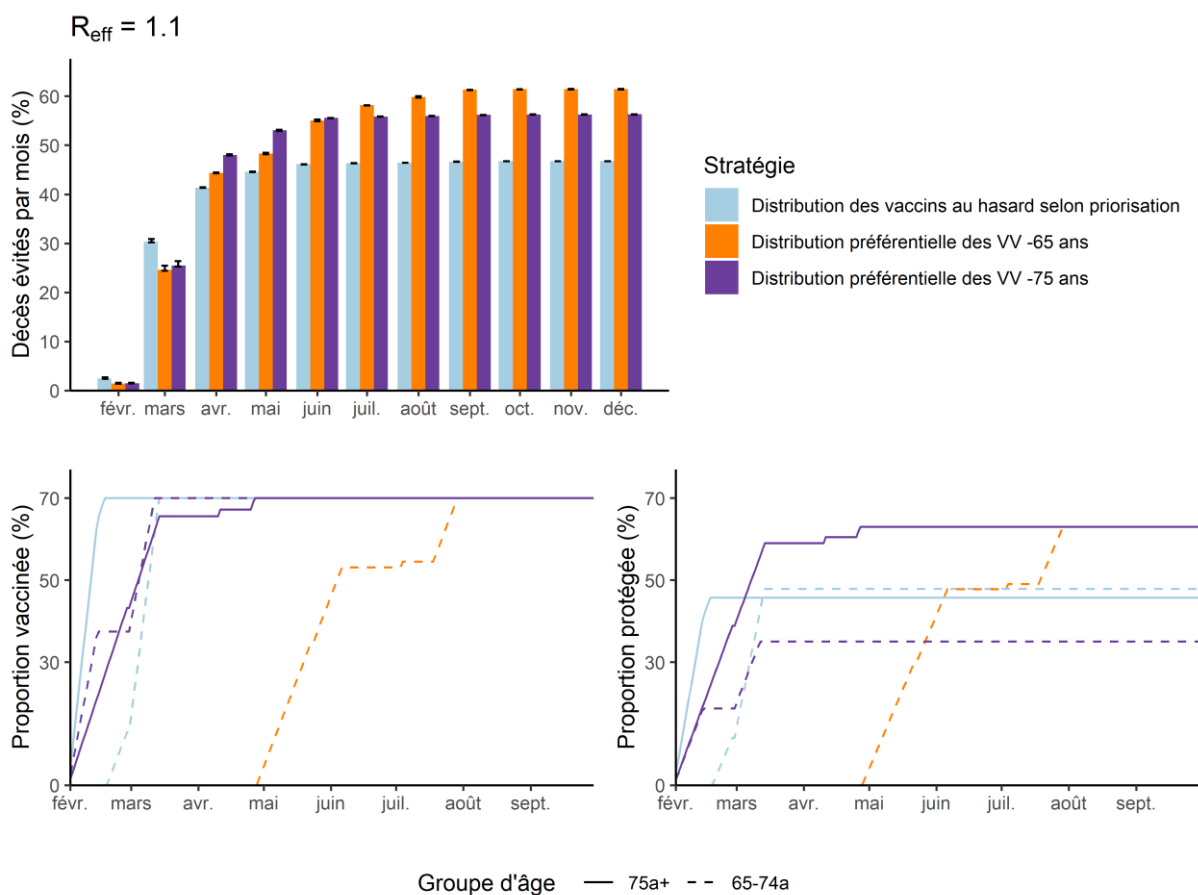 R_eff = 1.1
Décès évités par mois (%)
60
50
40
30
20
10
0
févr. mars avr. mai juin juil. août sept. oct. nov. déc.
Stratégie
Distribution des vaccins au hasard selon priorisation
Distribution préférentielle des VV -65 ans
Distribution préférentielle des VV -75 ans
Proportion vaccinée (%)
70
50
30
0
févr. mars avr. mai juin juil. août sept.
Proportion protégée (%)
70
50
30
0
févr. mars avr. mai juin juil. août sept.
Groupe d'âge 75a+ 65-74a